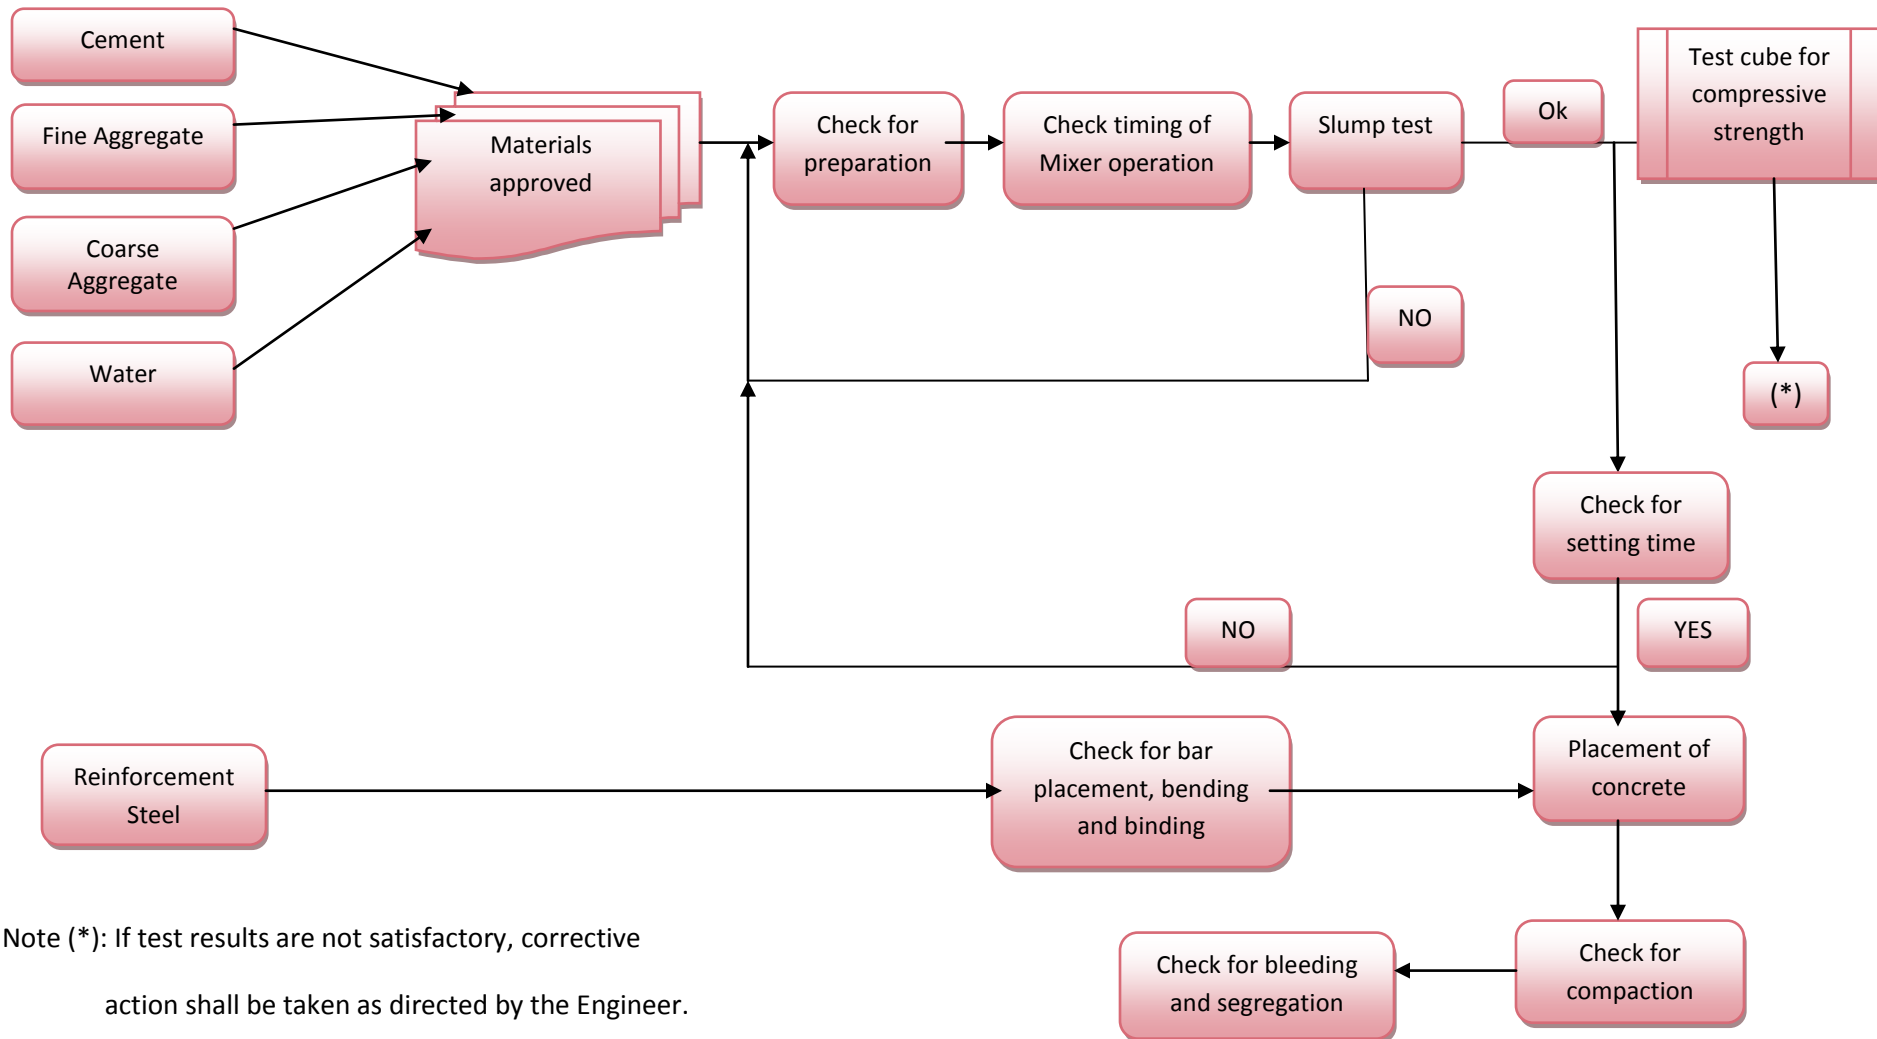 Cement
Fine Aggregate
Coarse
Aggregate
Water
Materials
approved
Check for
preparation
Check timing of
Mixer operation
Slump test
Ok
Test cube for
compressive
strength
NO
(*)
Check for
setting time
NO
YES
Reinforcement
Steel
Check for bar
placement, bending
and binding
Placement of
concrete
Check for
compaction
Check for bleeding
and segregation
Note (*): If test results are not satisfactory, corrective
action shall be taken as directed by the Engineer.